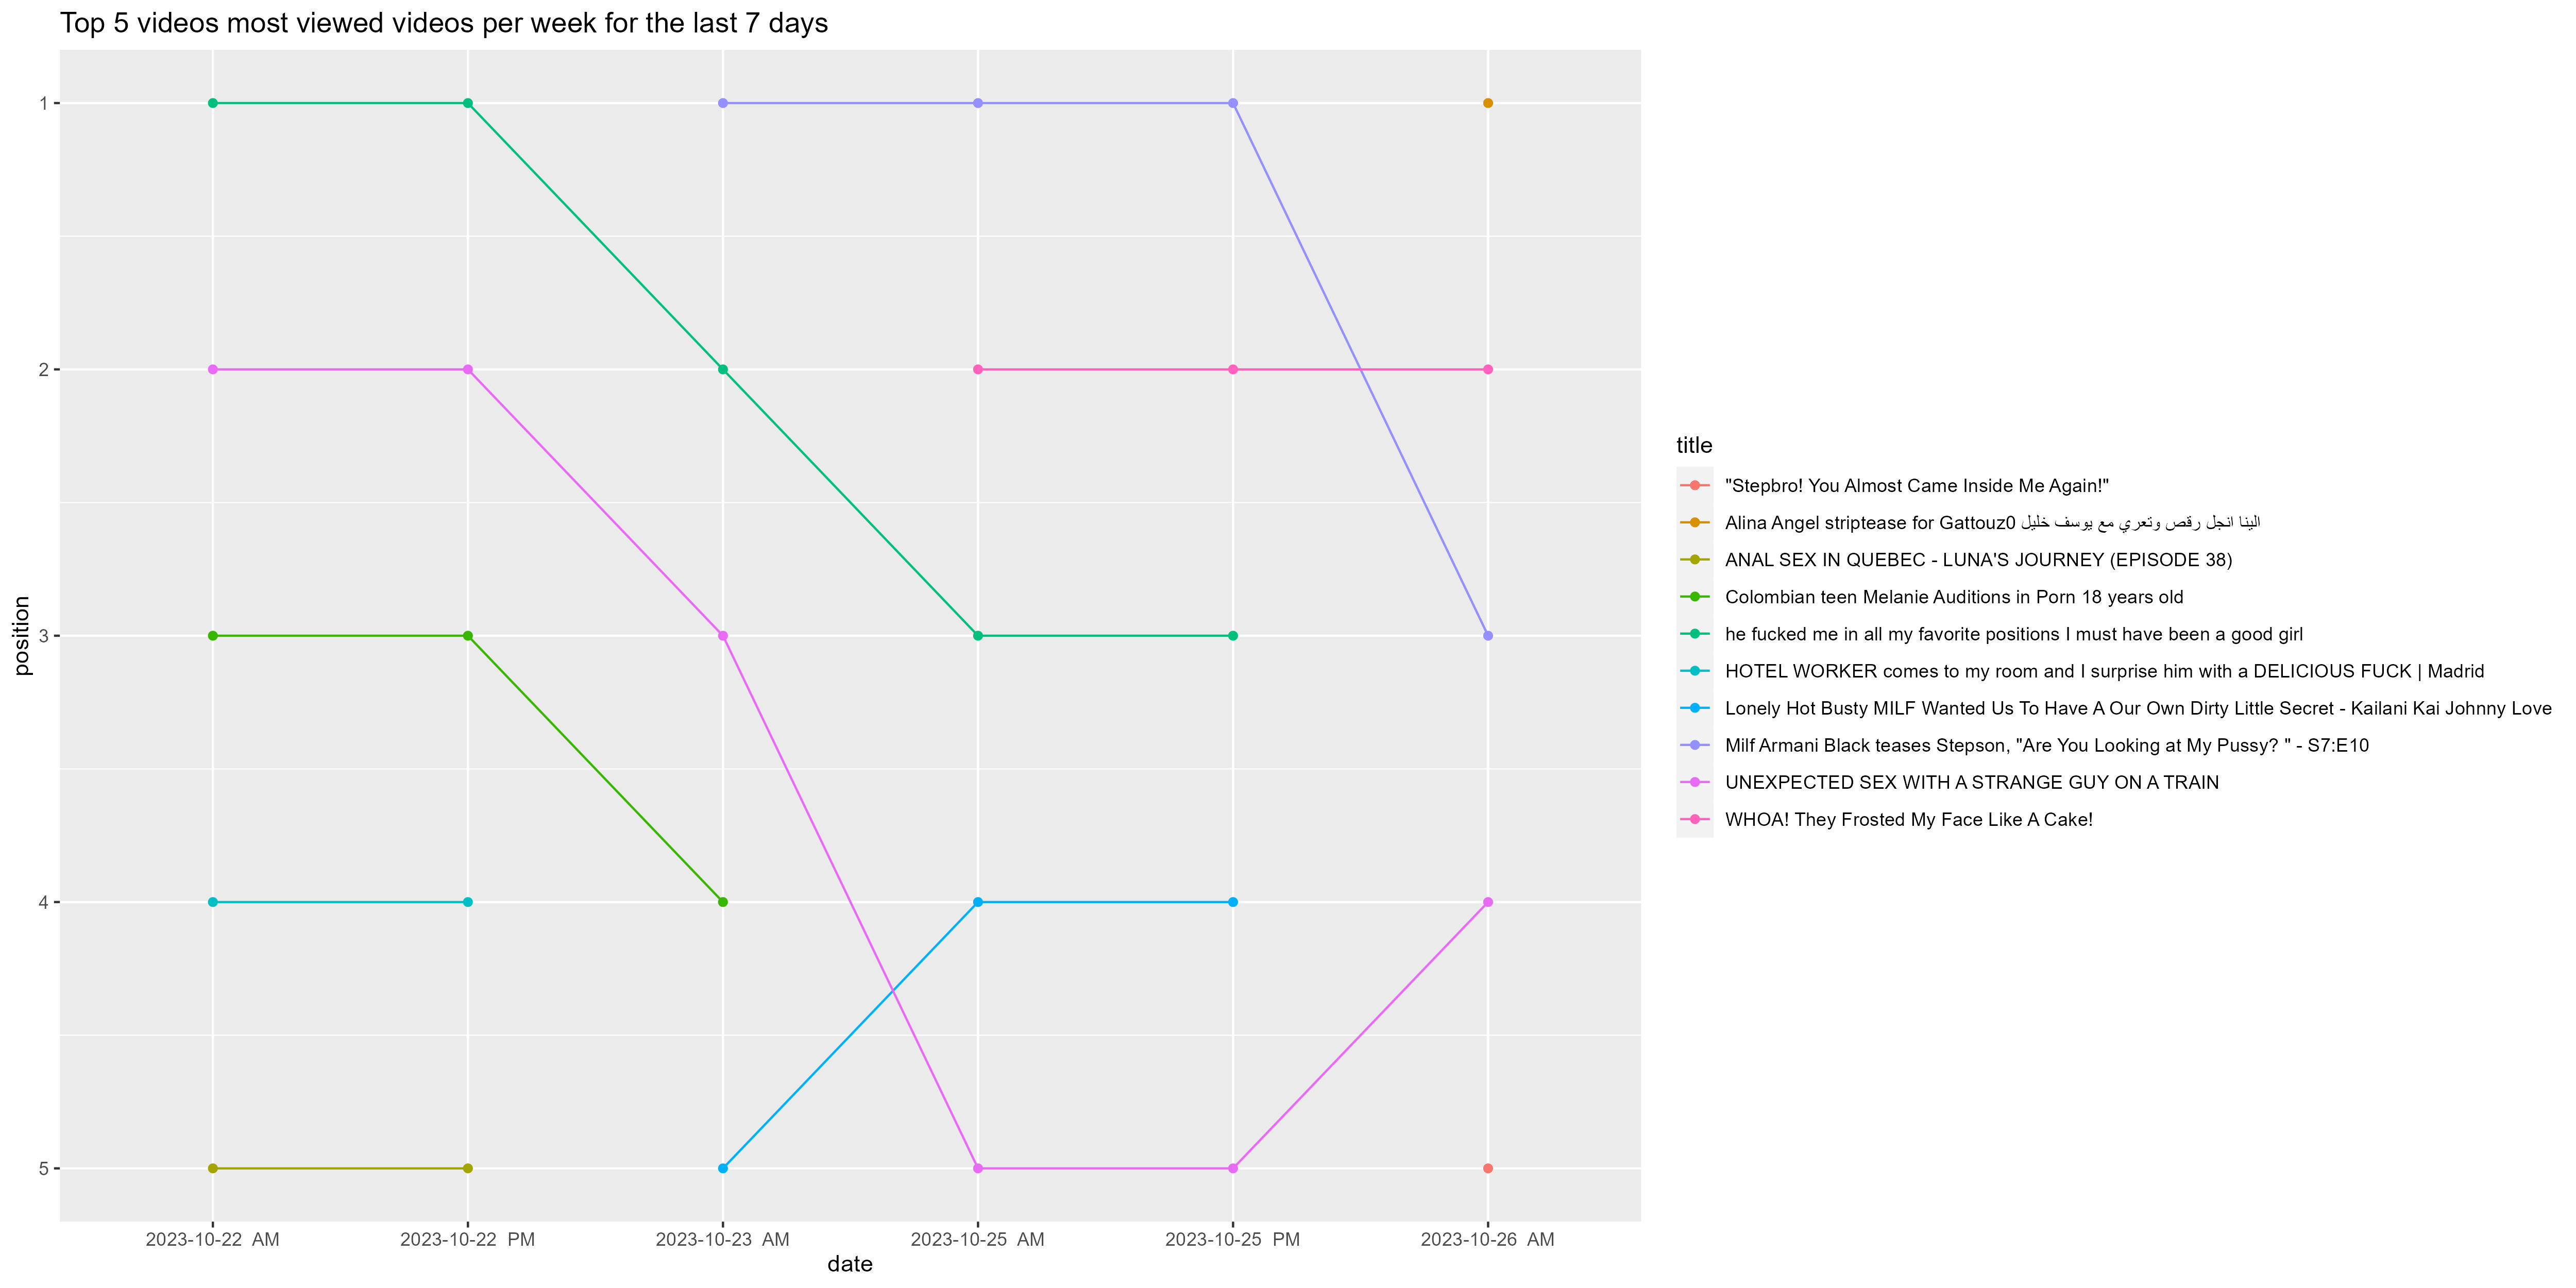 Top 5 videos most viewed videos per week for the last 7 days
position
1
2
3
4
5
2023-10-22  AM
2023-10-22  PM
2023-10-23  AM
2023-10-25  AM
2023-10-25  PM
2023-10-26  AM
date
title
"Stepbro! You Almost Came Inside Me Again!"
Alina Angel striptease for Gattouz0 الينا انجل رقص وتعري مع يوسف خليل
ANAL SEX IN QUEBEC - LUNA'S JOURNEY (EPISODE 38)
Colombian teen Melanie Auditions in Porn 18 years old
he fucked me in all my favorite positions I must have been a good girl
HOTEL WORKER comes to my room and I surprise him with a DELICIOUS FUCK | Madrid
Lonely Hot Busty MILF Wanted Us To Have A Our Own Dirty Little Secret - Kailani Kai Johnny Love
Milf Armani Black teases Stepson, "Are You Looking at My Pussy? " - S7:E10
UNEXPECTED SEX WITH A STRANGE GUY ON A TRAIN
WHOA! They Frosted My Face Like A Cake!